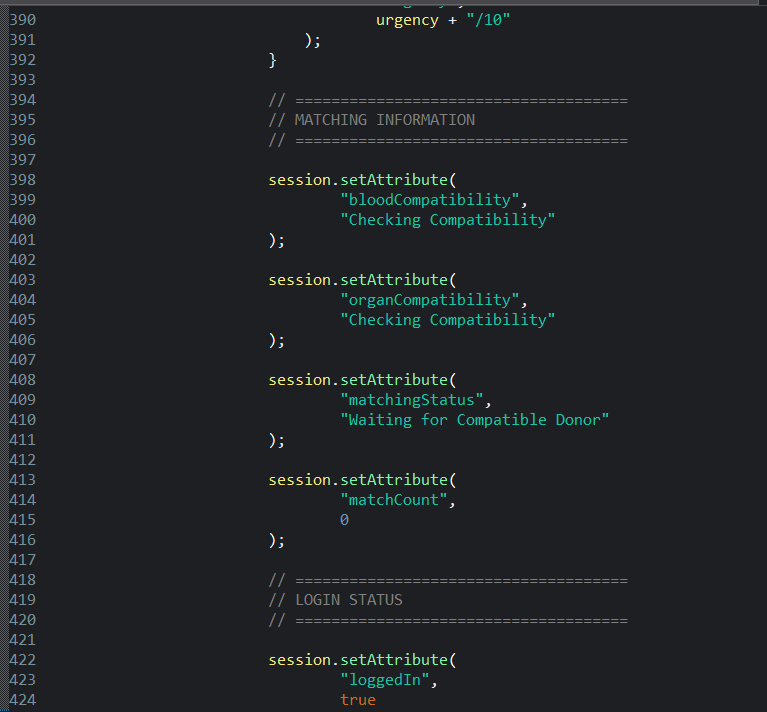 390 urgency + "/10"
391 );
392 }
393
394 // =====================================
395 // MATCHING INFORMATION
396 // =====================================
397
398 session.setAttribute(
399 "bloodCompatibility",
400 "Checking Compatibility"
401 );
402
403 session.setAttribute(
404 "organCompatibility",
405 "Checking Compatibility"
406 );
407
408 session.setAttribute(
409 "matchingStatus",
410 "Waiting for Compatible Donor"
411 );
412
413 session.setAttribute(
414 "matchCount",
415 0
416 );
417
418 // =====================================
419 // LOGIN STATUS
420 // =====================================
421
422 session.setAttribute(
423 "loggedIn",
424 true